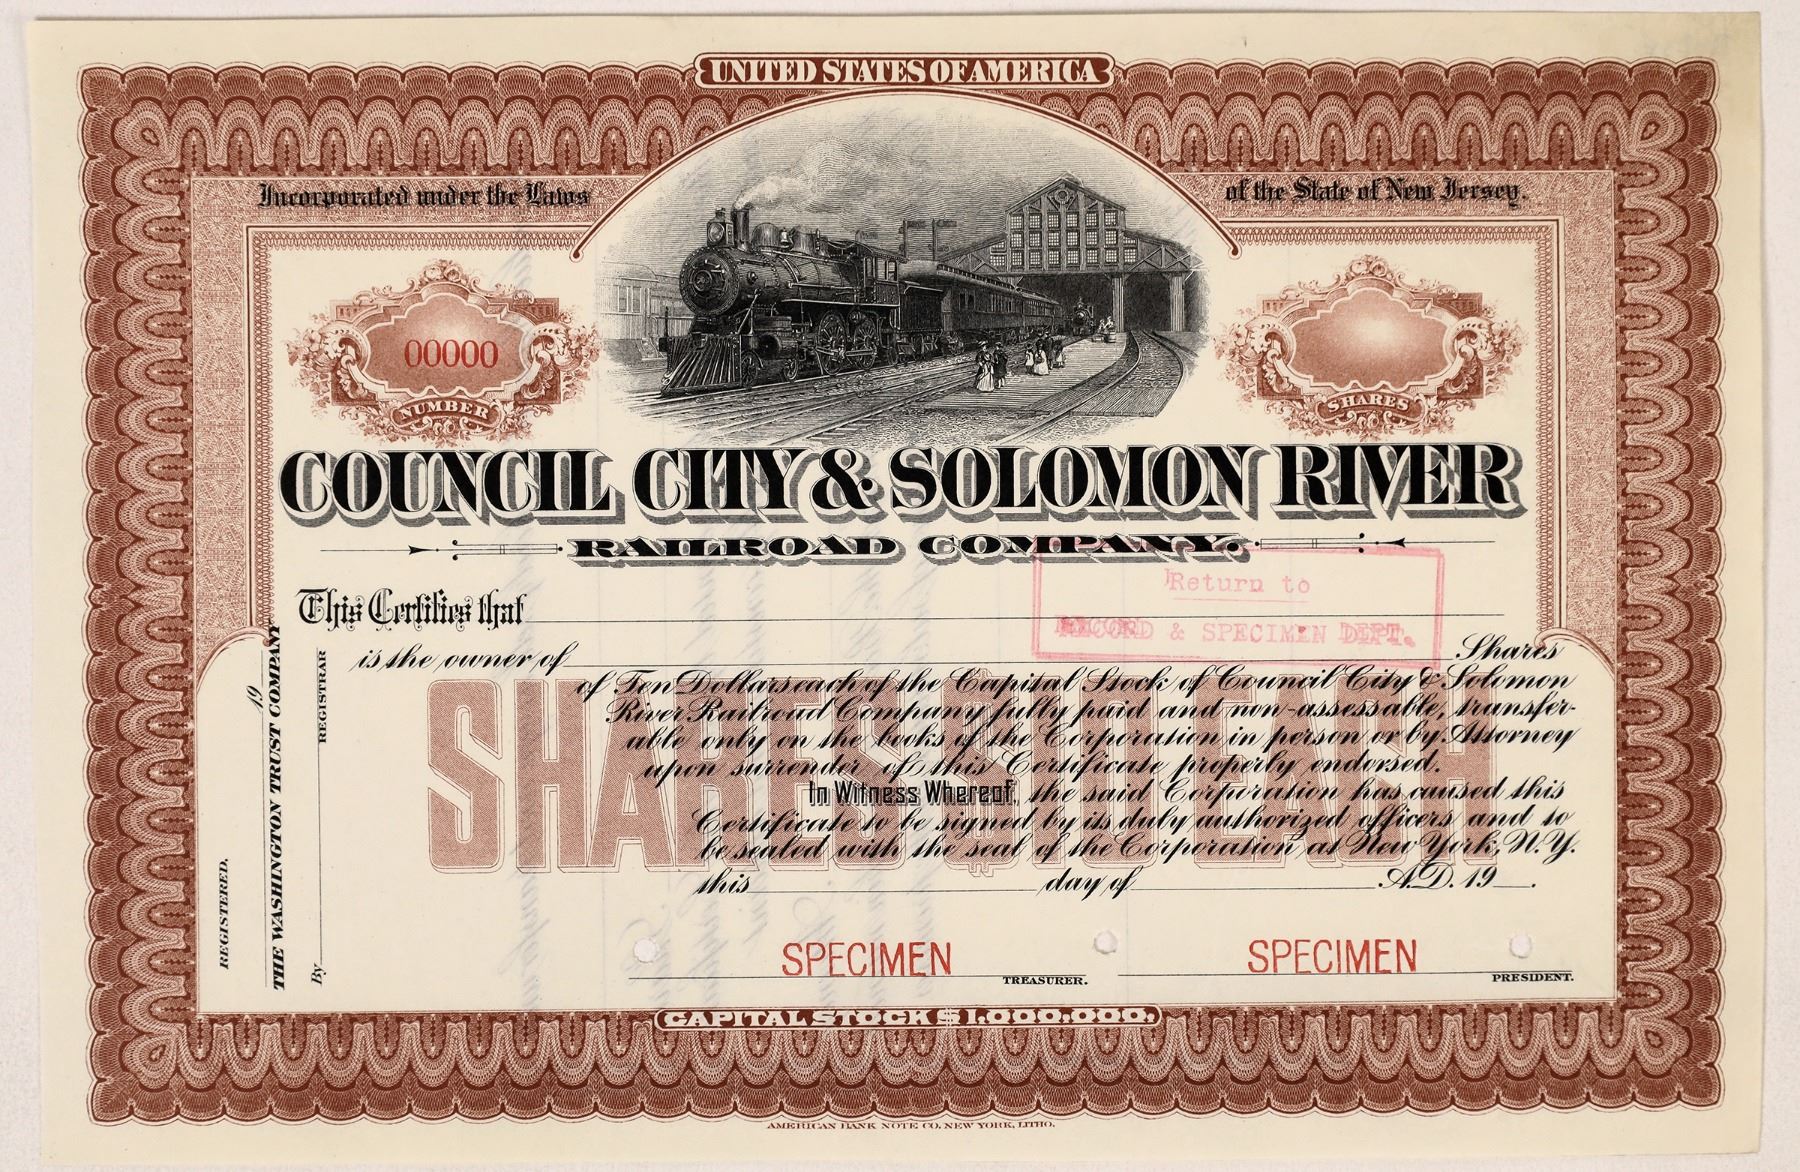 UNITED STATES OF AMERICA
Incorporated under the Laws of the State of New Jersey.
00000
NUMBER
SHARES
COUNCIL CITY & SOLOMON RIVER
RAILROAD COMPANY.
Return to
RECORD & SPECIMEN DEPT.
This Certifies that
is the owner of Shares
of Ten Dollars each of the Capital Stock of Council City & Solomon
River Railroad Company fully paid and non-assessable, transfer-
able only on the books of the Corporation in person or by Attorney
upon surrender of this Certificate properly endorsed.
In Witness Whereof, the said Corporation has caused this
Certificate to be signed by its duly authorized officers and to
be sealed with the seal of the Corporation, at New York, N.Y.
this day of A.D. 19 .
SHARES $10 EACH
REGISTERED, 19
THE WASHINGTON TRUST COMPANY
By REGISTRAR
SPECIMEN
TREASURER.
SPECIMEN
PRESIDENT.
CAPITAL STOCK $1,000,000.
AMERICAN BANK NOTE CO. NEW YORK, LITHO.